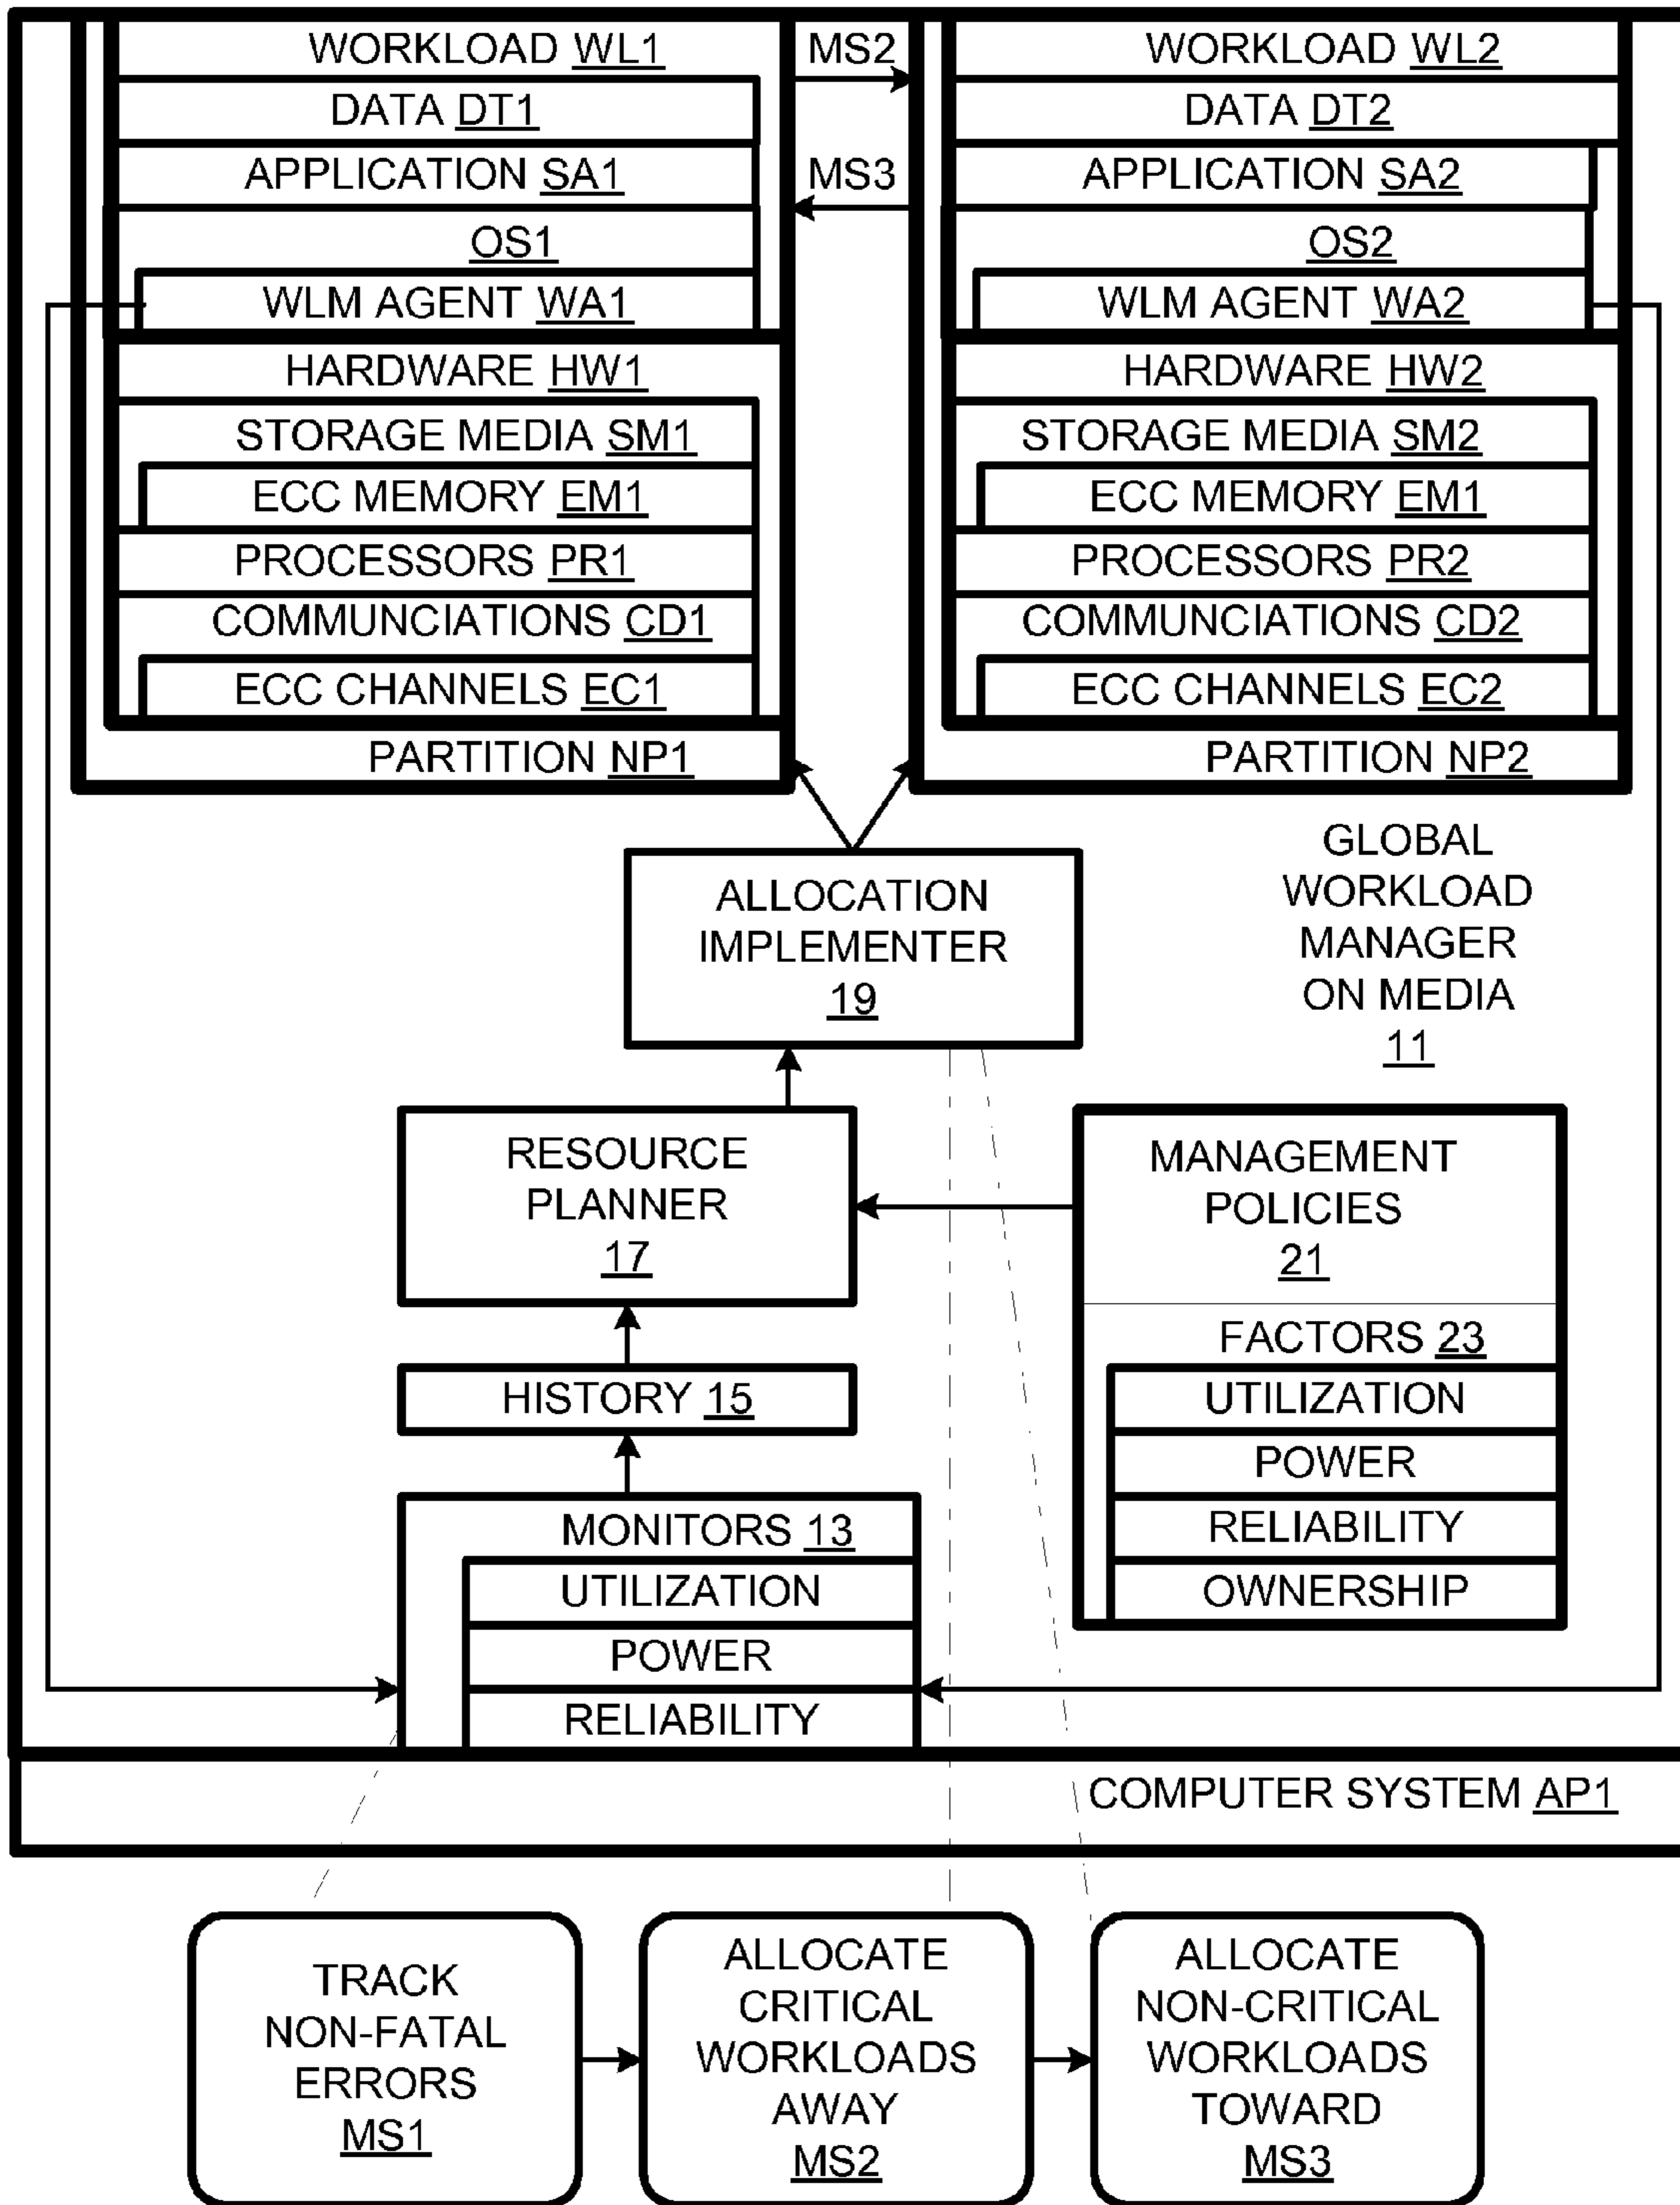 WORKLOAD WL1
DATA DT1
APPLICATION SA1
OS1
WLM AGENT WA1
HARDWARE HW1
STORAGE MEDIA SM1
ECC MEMORY EM1
PROCESSORS PR1
COMMUNCIATIONS CD1
ECC CHANNELS EC1
PARTITION NP1
MS2
MS3
WORKLOAD WL2
DATA DT2
APPLICATION SA2
OS2
WLM AGENT WA2
HARDWARE HW2
STORAGE MEDIA SM2
ECC MEMORY EM1
PROCESSORS PR2
COMMUNCIATIONS CD2
ECC CHANNELS EC2
PARTITION NP2
ALLOCATION
IMPLEMENTER
19
GLOBAL
WORKLOAD
MANAGER
ON MEDIA
11
RESOURCE
PLANNER
17
MANAGEMENT
POLICIES
21
FACTORS 23
UTILIZATION
POWER
RELIABILITY
OWNERSHIP
HISTORY 15
MONITORS 13
UTILIZATION
POWER
RELIABILITY
COMPUTER SYSTEM AP1
TRACK
NON-FATAL
ERRORS
MS1
ALLOCATE
CRITICAL
WORKLOADS
AWAY
MS2
ALLOCATE
NON-CRITICAL
WORKLOADS
TOWARD
MS3